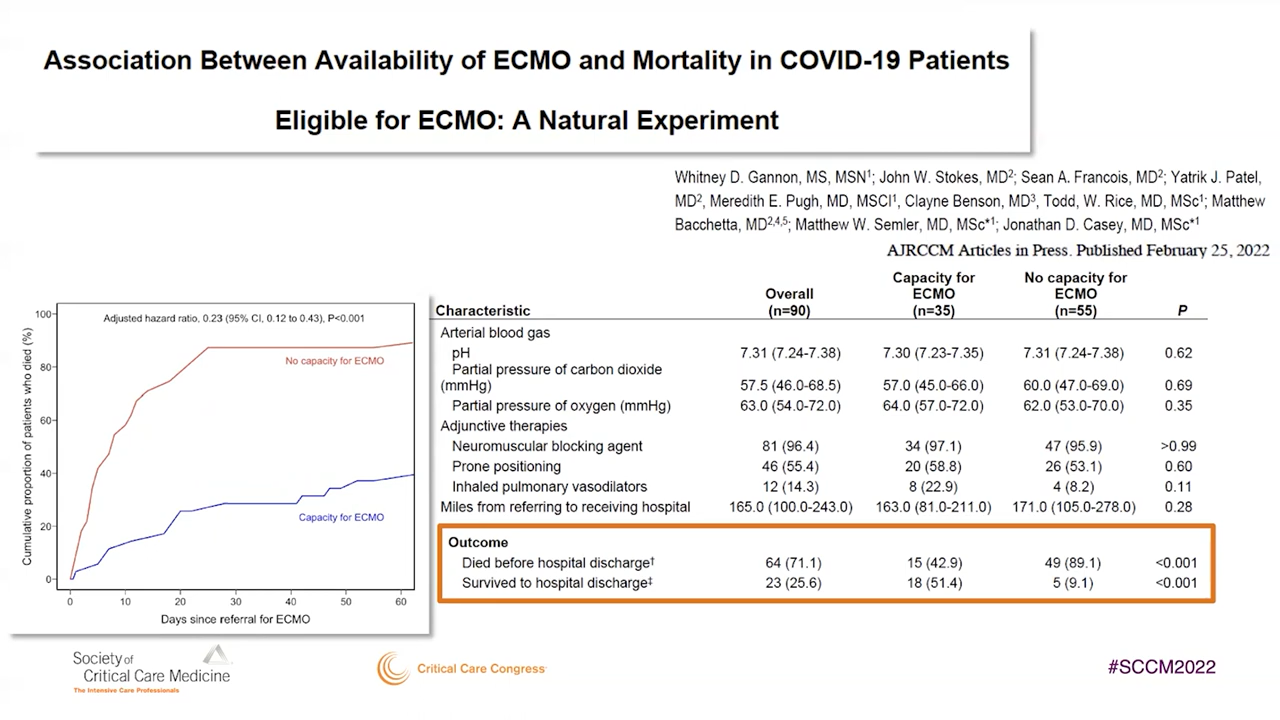 Association Between Availability of ECMO and Mortality in COVID-19 Patients
Eligible for ECMO: A Natural Experiment
Whitney D. Gannon, MS, MSN¹; John W. Stokes, MD²; Sean A. Francois, MD²; Yatrik J. Patel,
MD², Meredith E. Pugh, MD, MSCI¹, Clayne Benson, MD³, Todd, W. Rice, MD, MSc¹; Matthew
Bacchetta, MD²,⁴,⁵; Matthew W. Semler, MD, MSc*¹; Jonathan D. Casey, MD, MSc*¹
AJRCCM Articles in Press. Published February 25, 2022
100
80
60
40
20
0
Cumulative proportion of patients who died (%)
Adjusted hazard ratio, 0.23 (95% CI, 0.12 to 0.43), P<0.001
No capacity for ECMO
Capacity for ECMO
0 10 20 30 40 50 60
Days since referral for ECMO
Characteristic Overall (n=90) Capacity for ECMO (n=35) No capacity for ECMO (n=55) P
Arterial blood gas
pH 7.31 (7.24-7.38) 7.30 (7.23-7.35) 7.31 (7.24-7.38) 0.62
Partial pressure of carbon dioxide
(mmHg) 57.5 (46.0-68.5) 57.0 (45.0-66.0) 60.0 (47.0-69.0) 0.69
Partial pressure of oxygen (mmHg) 63.0 (54.0-72.0) 64.0 (57.0-72.0) 62.0 (53.0-70.0) 0.35
Adjunctive therapies
Neuromuscular blocking agent 81 (96.4) 34 (97.1) 47 (95.9) >0.99
Prone positioning 46 (55.4) 20 (58.8) 26 (53.1) 0.60
Inhaled pulmonary vasodilators 12 (14.3) 8 (22.9) 4 (8.2) 0.11
Miles from referring to receiving hospital 165.0 (100.0-243.0) 163.0 (81.0-211.0) 171.0 (105.0-278.0) 0.28
Outcome
Died before hospital discharge† 64 (71.1) 15 (42.9) 49 (89.1) <0.001
Survived to hospital discharge‡ 23 (25.6) 18 (51.4) 5 (9.1) <0.001
Society of
Critical Care Medicine
The Intensive Care Professionals
Critical Care Congress
#SCCM2022